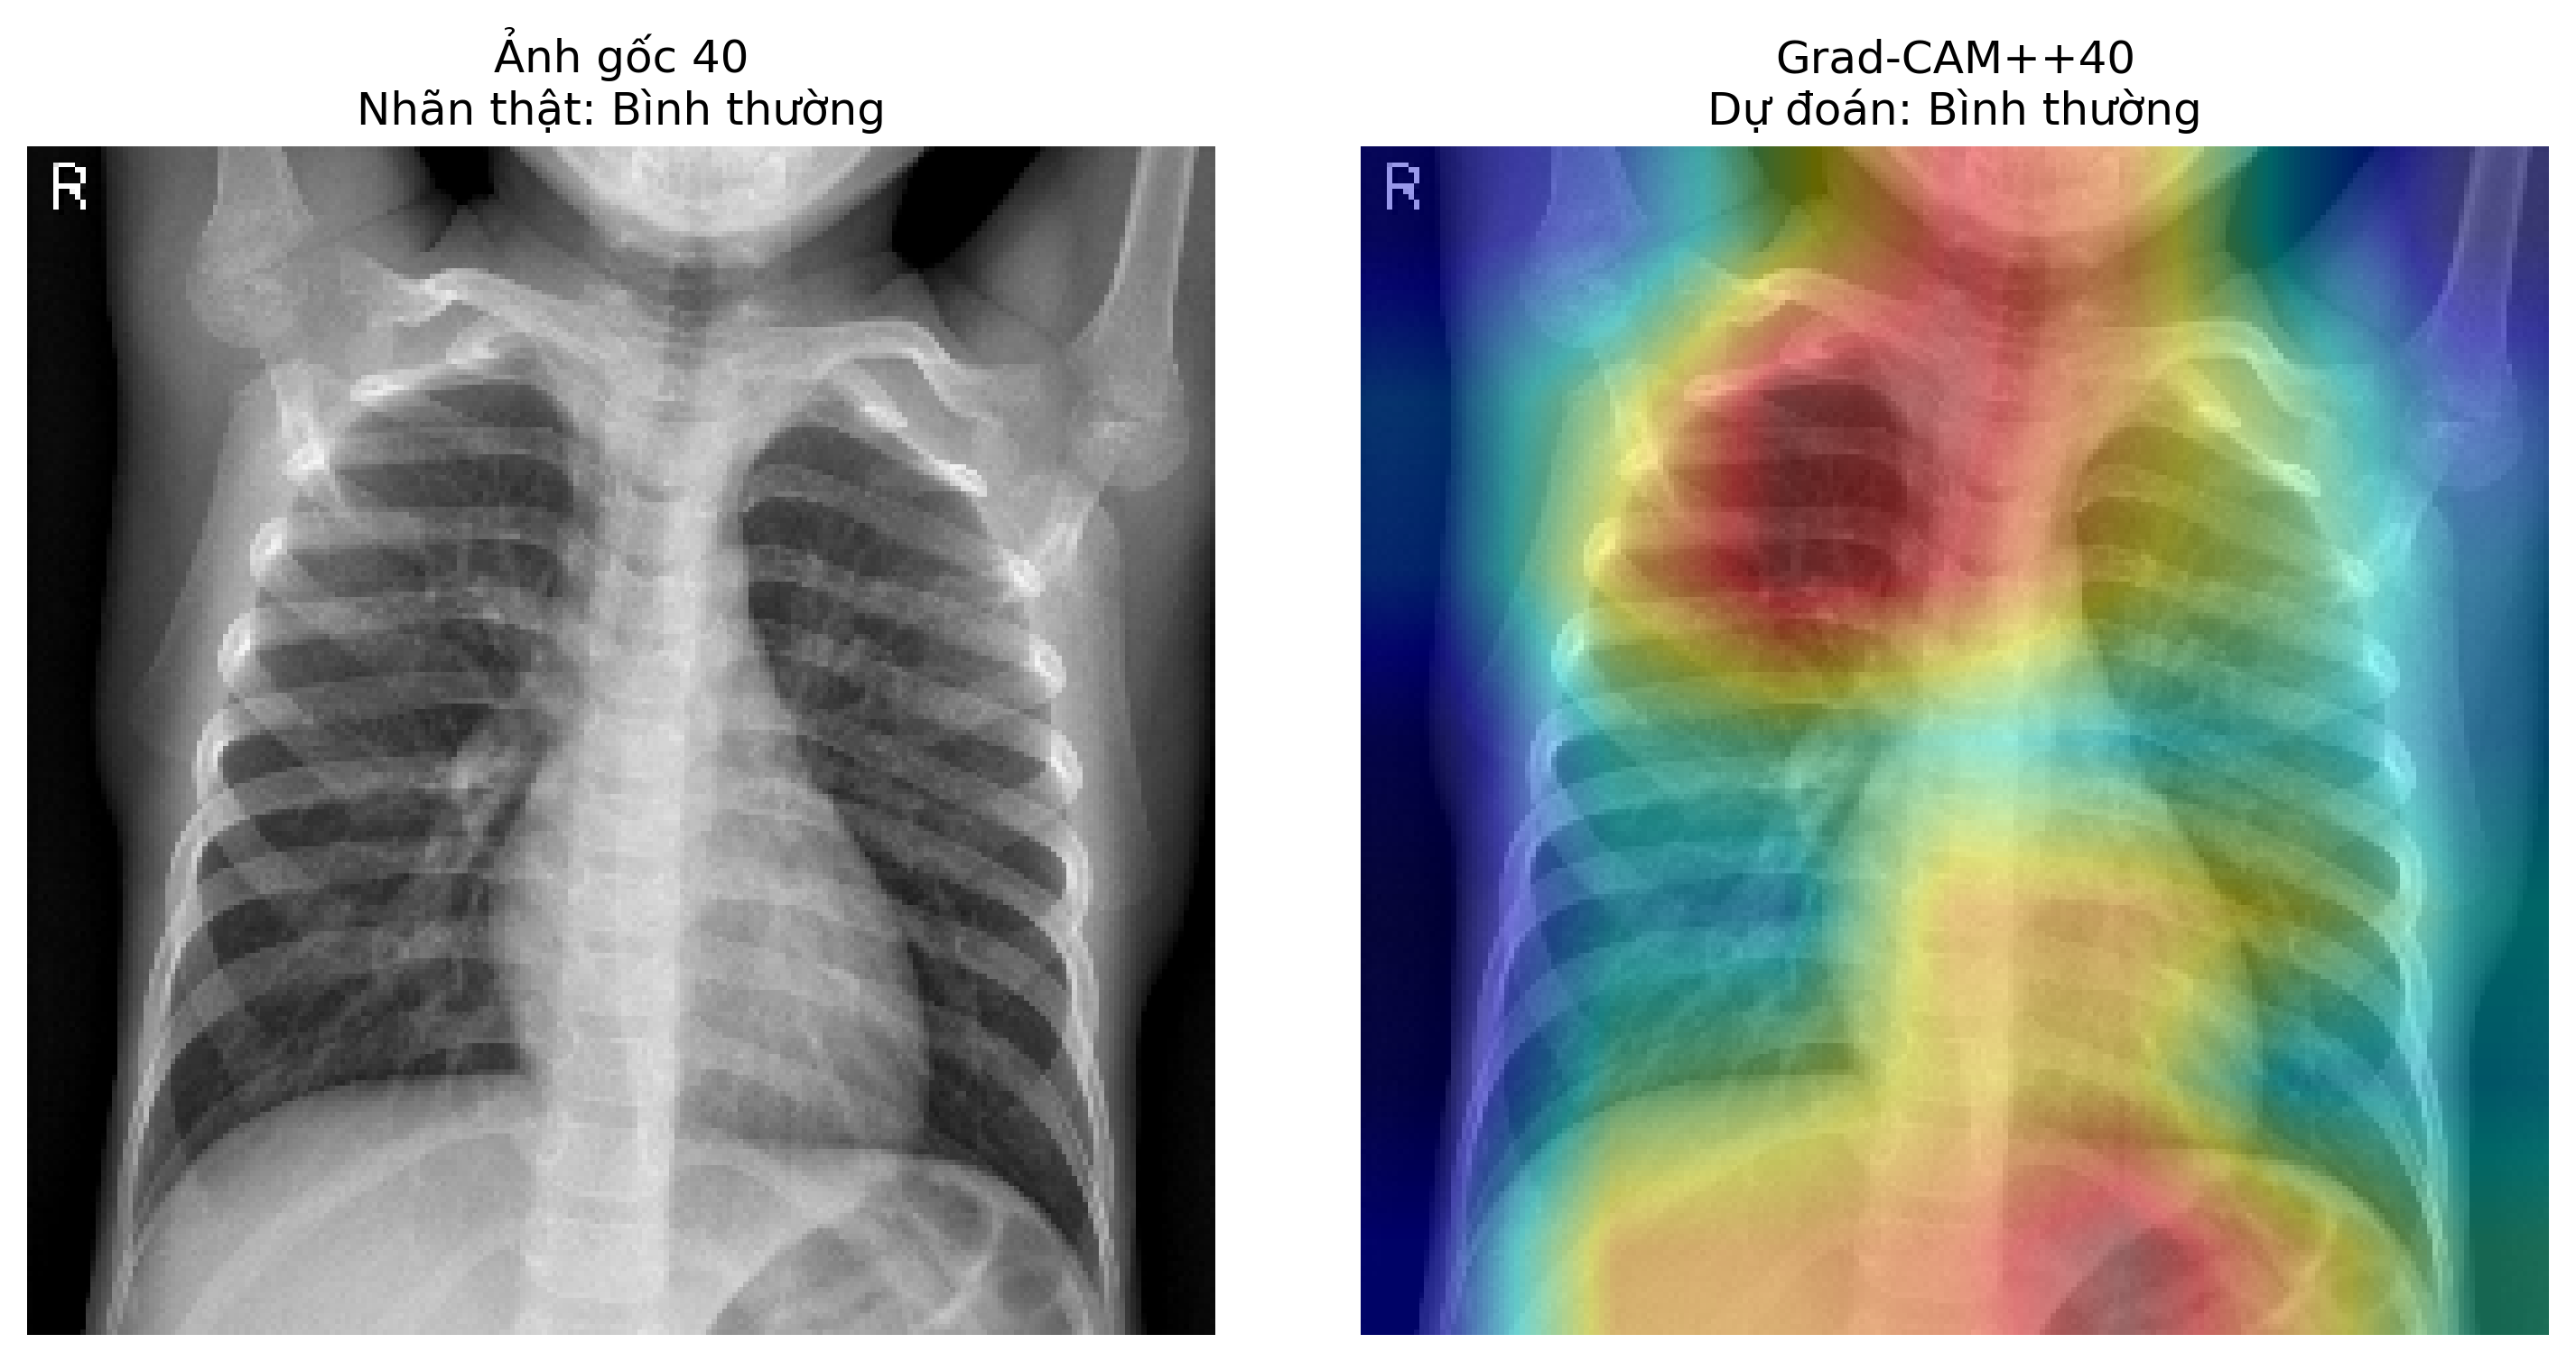 Ảnh gốc 40
Nhãn thật: Bình thường
R
Grad-CAM++40
Dự đoán: Bình thường
R